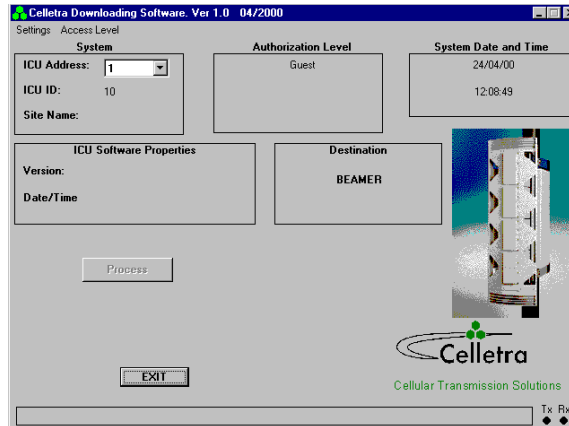 Celletra Downloading Software. Ver 1.0 04/2000
Settings Access Level
System
ICU Address: 1
ICU ID: 10
Site Name:
Authorization Level
Guest
System Date and Time
24/04/00
12:08:49
ICU Software Properties
Version:
Date/Time
Destination
BEAMER
Process
EXIT
Celletra
Cellular Transmission Solutions
Tx Rx